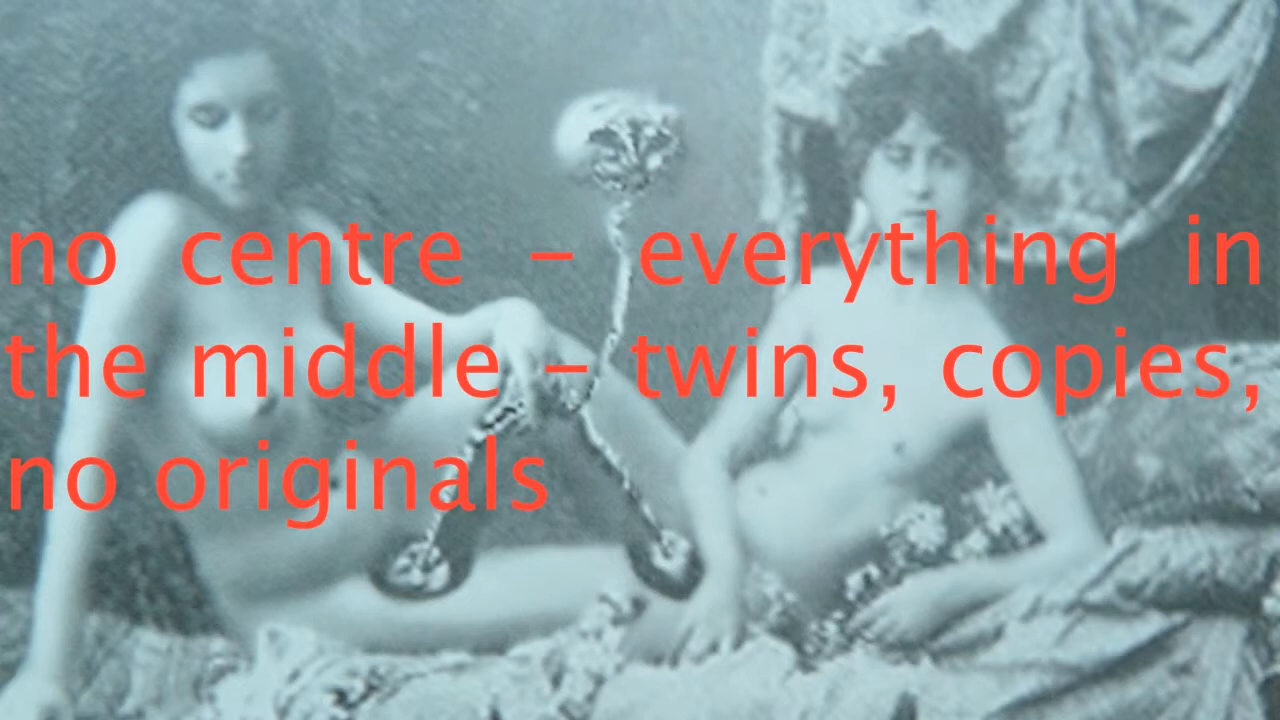 no centre – everything in
the middle – twins, copies,
no originals